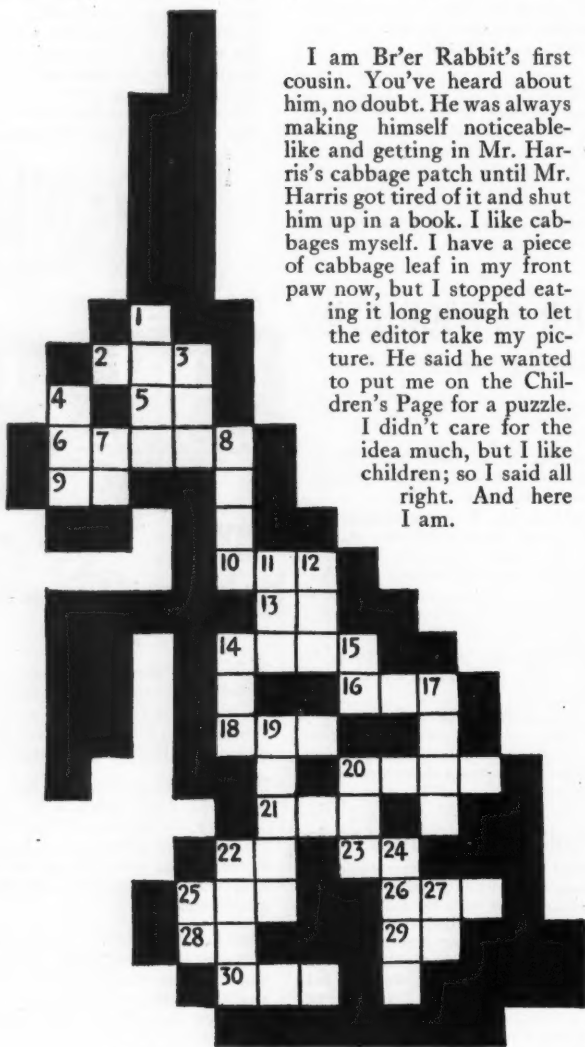 I am Br'er Rabbit's first
cousin. You've heard about
him, no doubt. He was always
making himself noticeable-
like and getting in Mr. Har-
ris's cabbage patch until Mr.
Harris got tired of it and shut
him up in a book. I like cab-
bages myself. I have a piece
of cabbage leaf in my front
paw now, but I stopped eat-
ing it long enough to let
the editor take my pic-
ture. He said he wanted
to put me on the Chil-
dren's Page for a puzzle.
I didn't care for the
idea much, but I like
children; so I said all
right. And here
I am.
1
2 3
4 5
6 7 8
9
10 11 12
13
14 15
16 17
18 19
20
21
22 23 24
25 26 27
28 29
30